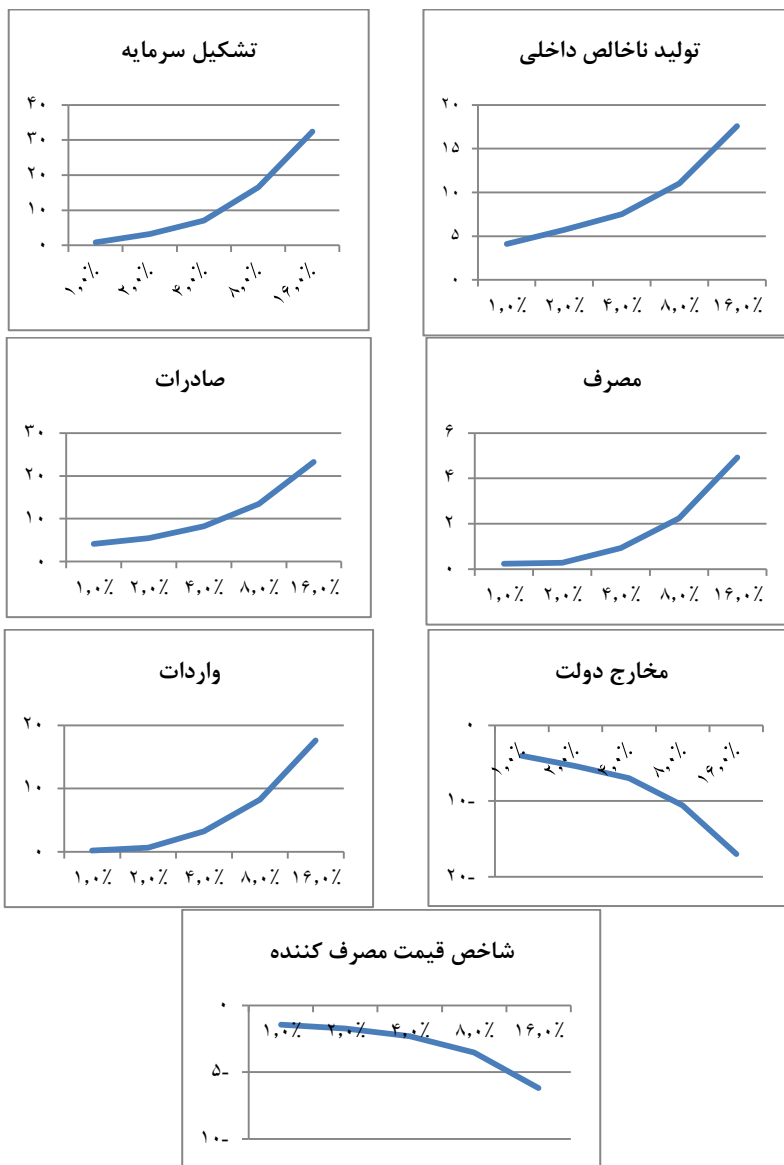 تولید ناخالص داخلی
۲۰
۱۵
۱۰
۵
۰
۱,۰٪ ۲,۰٪ ۴,۰٪ ۸,۰٪ ۱۶,۰٪
تشکیل سرمایه
۴۰
۳۰
۲۰
۱۰
۰
۱,۰٪ ۲,۰٪ ۴,۰٪ ۸,۰٪ ۱۶,۰٪
مصرف
۶
۴
۲
۰
۱,۰٪ ۲,۰٪ ۴,۰٪ ۸,۰٪ ۱۶,۰٪
صادرات
۳۰
۲۰
۱۰
۰
۱,۰٪ ۲,۰٪ ۴,۰٪ ۸,۰٪ ۱۶,۰٪
مخارج دولت
۰
۱,۰٪ ۲,۰٪ ۴,۰٪ ۸,۰٪ ۱۶,۰٪
۱۰-
۲۰-
واردات
۲۰
۱۰
۰
۱,۰٪ ۲,۰٪ ۴,۰٪ ۸,۰٪ ۱۶,۰٪
شاخص قیمت مصرف کننده
۰
۱,۰٪ ۲,۰٪ ۴,۰٪ ۸,۰٪ ۱۶,۰٪
۵-
۱۰-